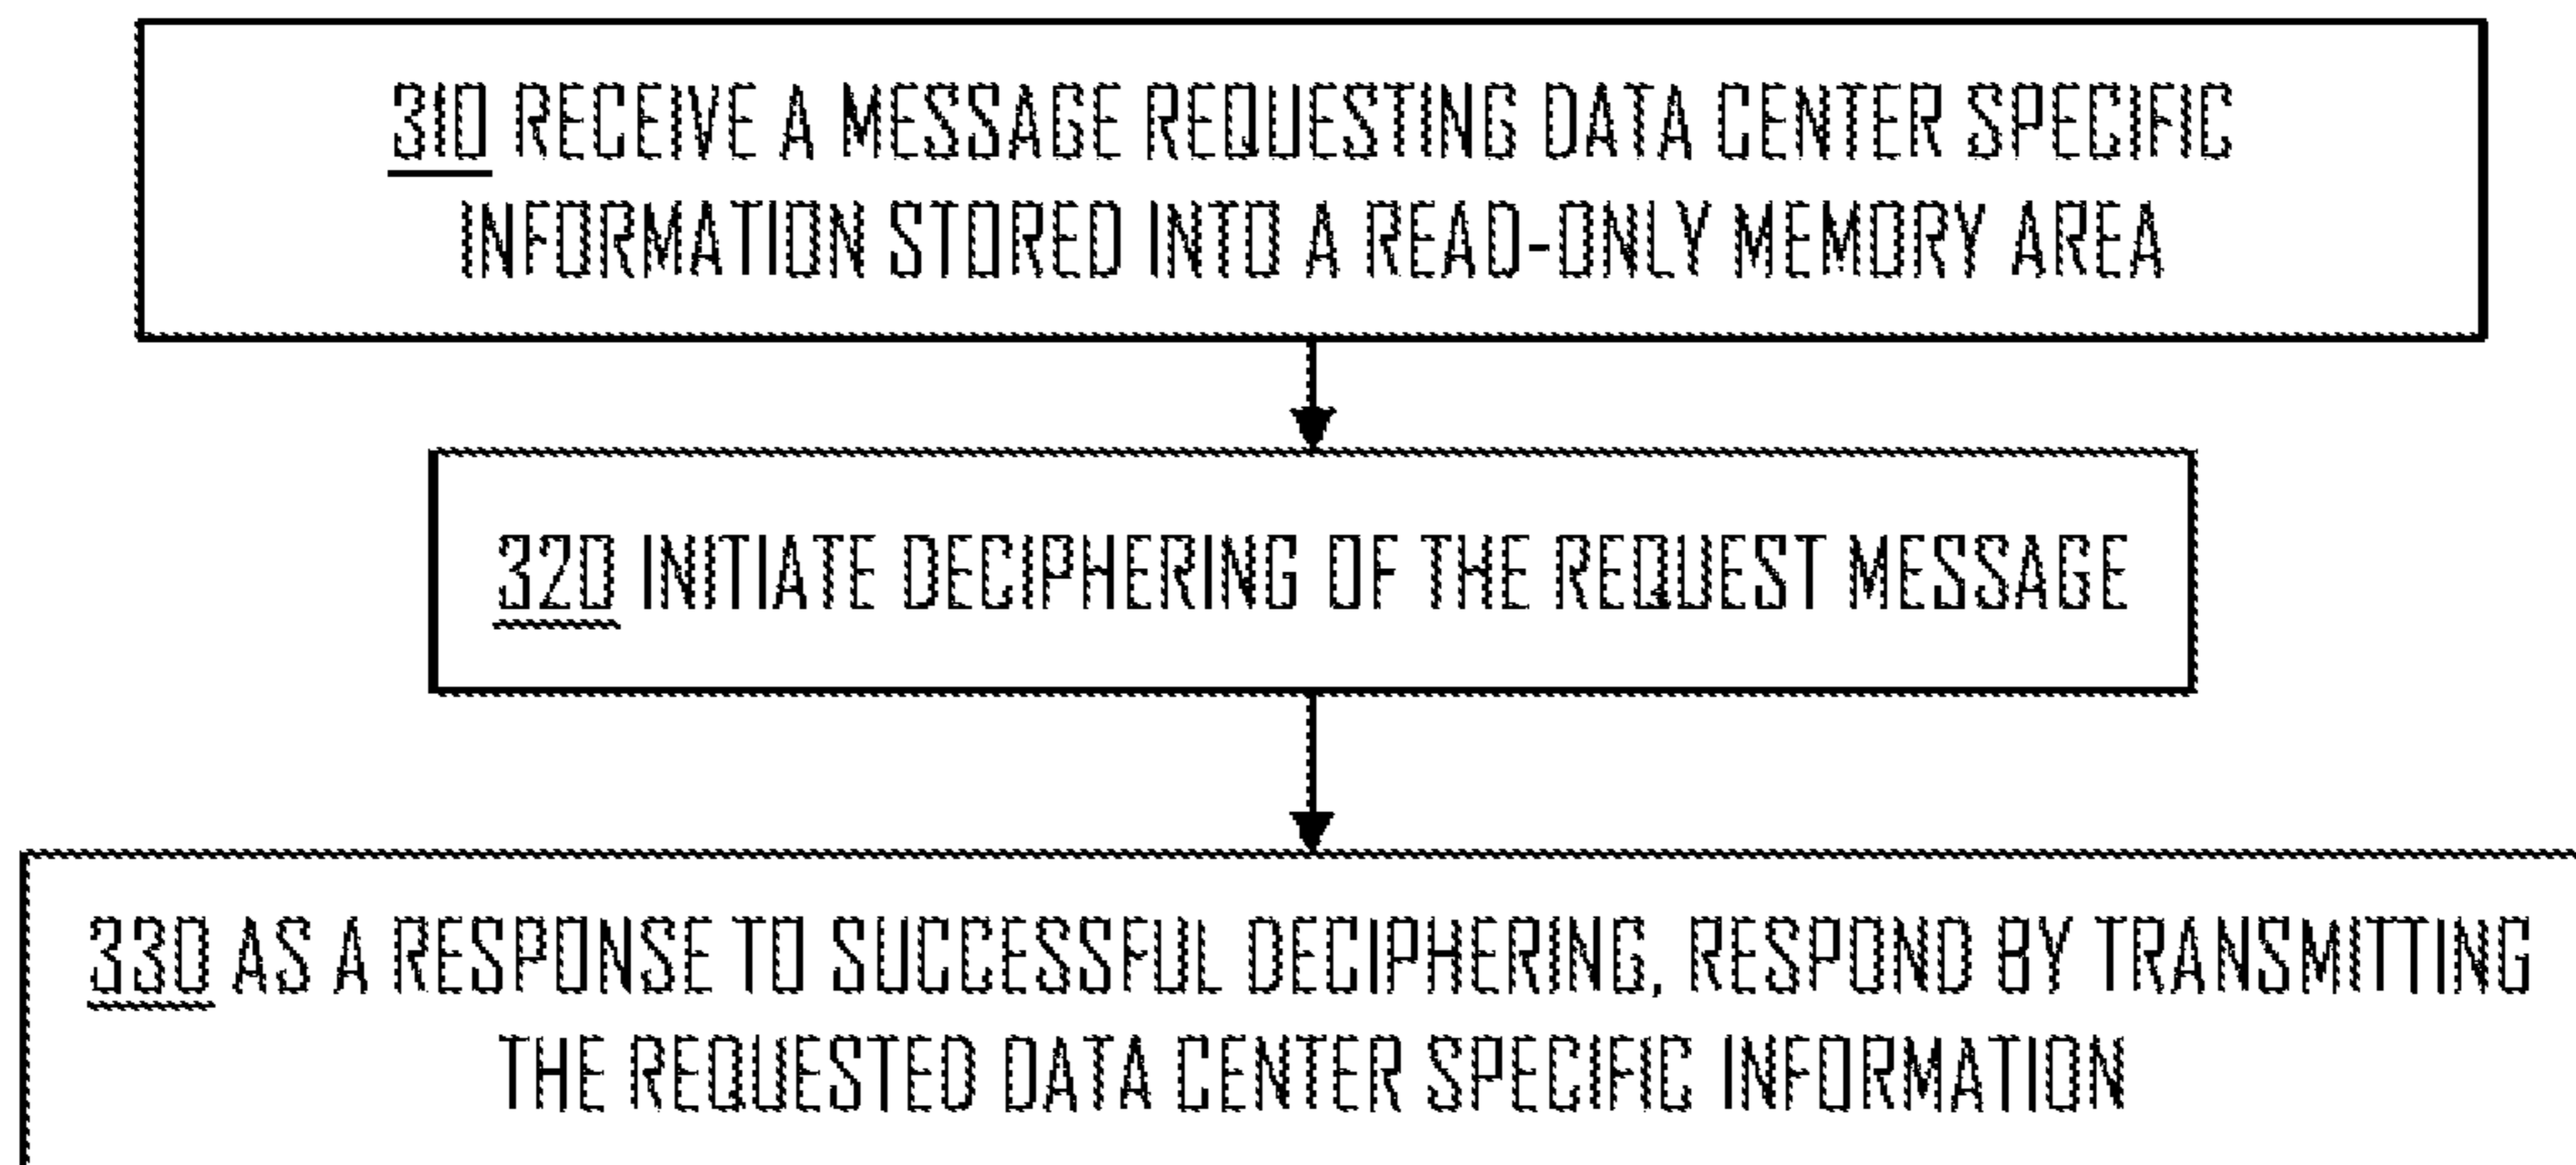 310 RECEIVE A MESSAGE REQUESTING DATA CENTER SPECIFIC
INFORMATION STORED INTO A READ-ONLY MEMORY AREA
320 INITIATE DECIPHERING OF THE REQUEST MESSAGE
330 AS A RESPONSE TO SUCCESSFUL DECIPHERING, RESPOND BY TRANSMITTING
THE REQUESTED DATA CENTER SPECIFIC INFORMATION